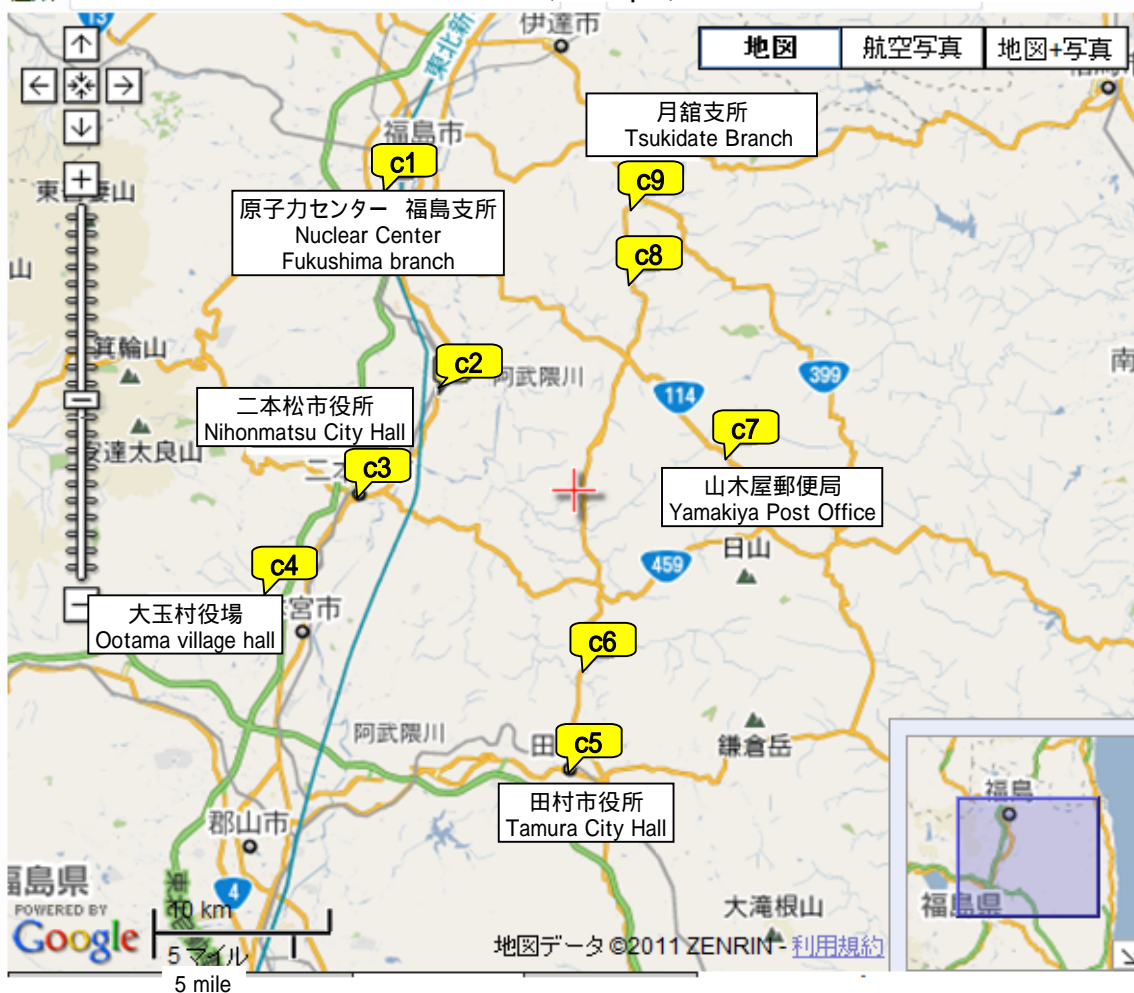 13
伊達市
東北新
地図
航空写真
地図+写真
月舘支所
Tsukidate Branch
福島市
c1
c9
原子力センター 福島支所
Nuclear Center
Fukushima branch
山
c8
箕輪山
c2
阿武隈川
399
南
114
二本松市役所
Nihonmatsu City Hall
c7
安達太良山
c3
山木屋郵便局
Yamakiya Post Office
日山
459
c4
大玉村役場
Ootama village hall
宮市
c6
阿武隈川
田
c5
鎌倉岳
田村市役所
Tamura City Hall
福島
郡山市
福島県
4
POWERED BY
Google
10 km
5 マイル
5 mile
大滝根山
福島県
地図データ ©2011 ZENRIN - 利用規約